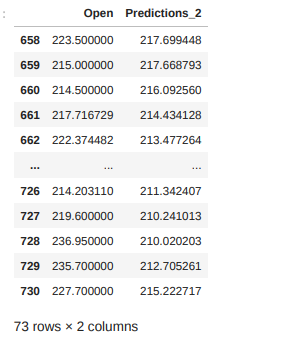 :
Open Predictions_2
658 223.500000 217.699448
659 215.000000 217.668793
660 214.500000 216.092560
661 217.716729 214.434128
662 222.374482 213.477264
... ... ...
726 214.203110 211.342407
727 219.600000 210.241013
728 236.950000 210.020203
729 235.700000 212.705261
730 227.700000 215.222717
73 rows × 2 columns